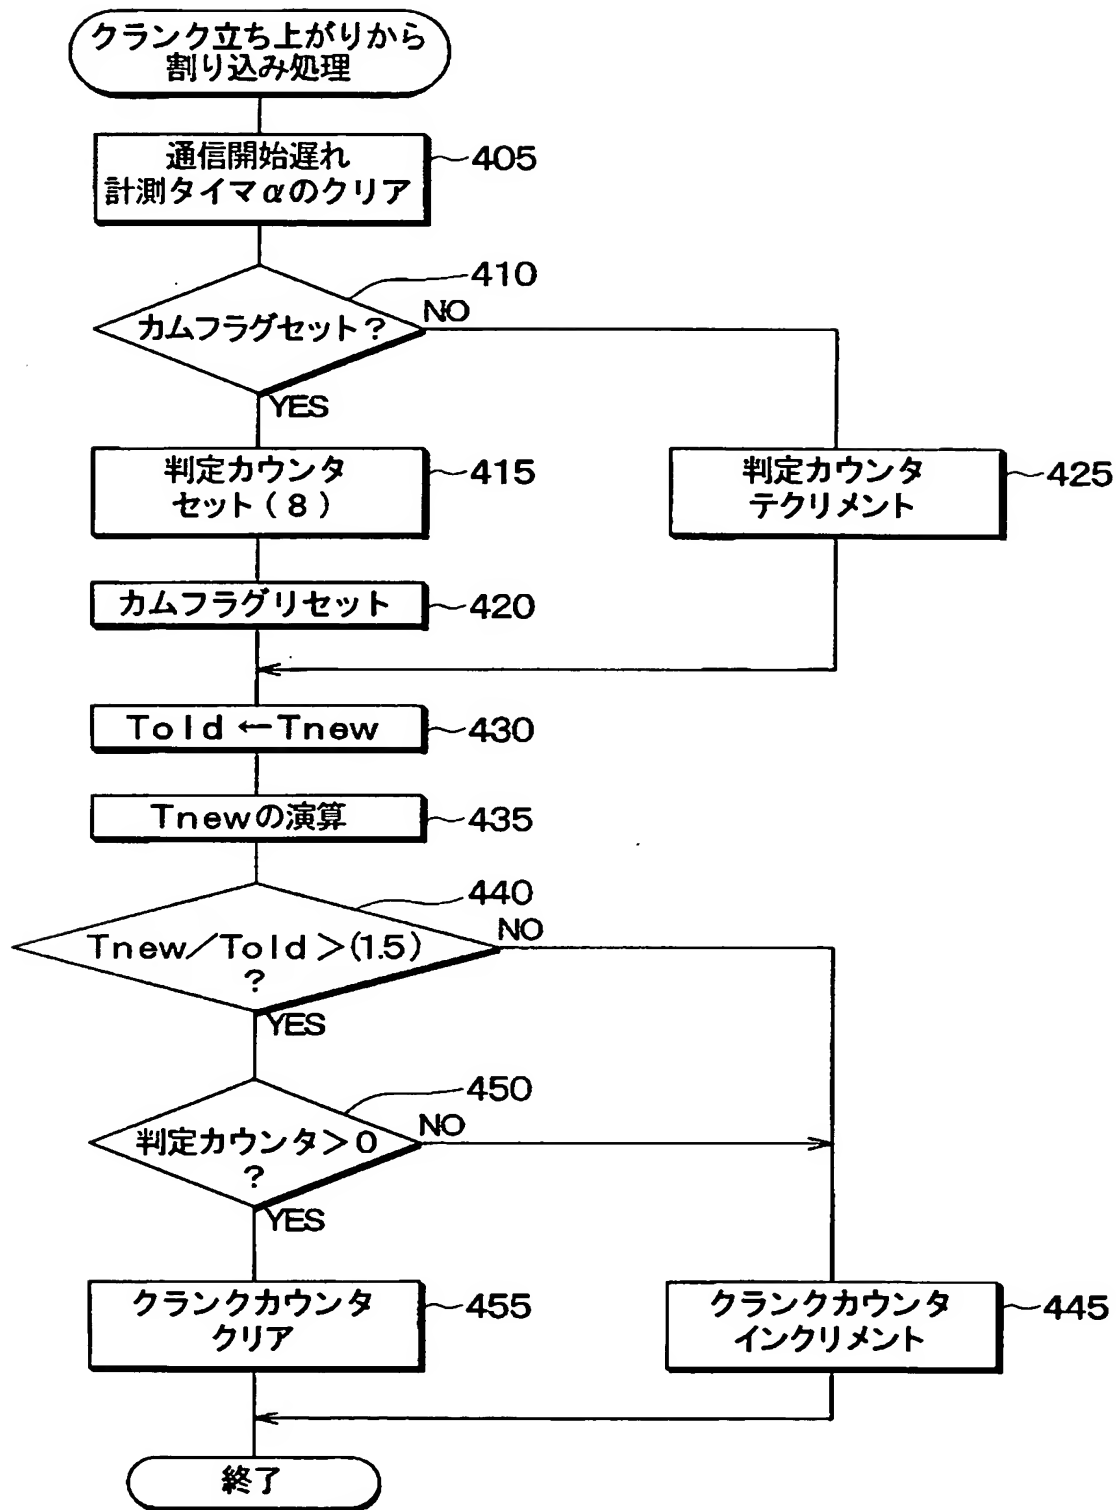 クランク立ち上がりから
割り込み処理
通信開始遅れ
計測タイマαのクリア
405
410
カムフラグセット?
NO
YES
判定カウンタ
セット(8)
415
判定カウンタ
テクリメント
425
カムフラグリセット
420
Told←Tnew
430
Tnewの演算
435
440
Tnew/Told>(1.5)
?
NO
YES
450
判定カウンタ>0
?
NO
YES
クランクカウンタ
クリア
455
クランクカウンタ
インクリメント
445
終了